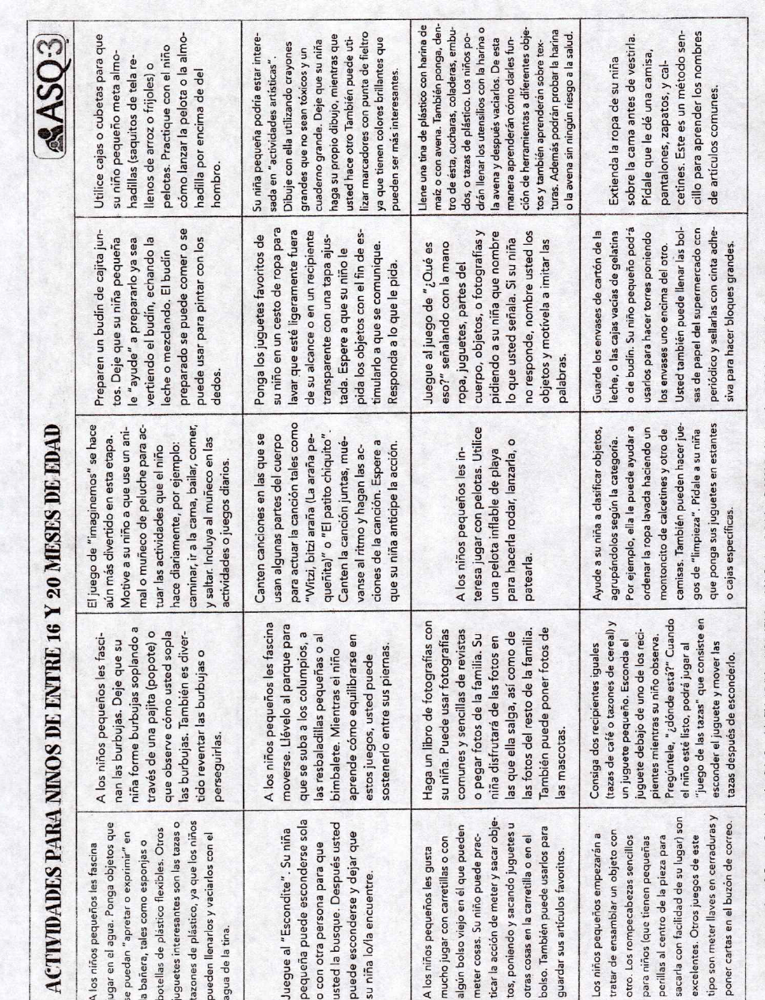 ACTIVIDADES PARA NINOS DE ENTRE 16 Y 20 MESES DE EDAD
ASQ-3
A los niños pequeños les fascina
ugar en el agua. Ponga objetos que
se puedan "apretar o exprimir" en
a bañera, tales como esponjas o
botellas de plástico flexibles. Otros
juguetes interesantes son las tazas o
tazones de plástico, ya que los niños
pueden llenarlos y vaciarlos con el
agua de la tina.
A los niños pequeños les fasci-
nan las burbujas. Deje que su
niña forme burbujas soplando a
través de una pajita (popote) o
que observe cómo usted sopla
las burbujas. También es diver-
tido reventar las burbujas o
perseguirlas.
El juego de "imaginemos" se hace
aún más divertido en esta etapa.
Motive a su niño a que use un ani-
mal o muñeco de peluche para ac-
tuar las actividades que el niño
hace diariamente, por ejemplo:
caminar, ir a la cama, bailar, comer,
y saltar. Incluya al muñeco en las
actividades o juegos diarios.
Preparen un budín de cajita jun-
tos. Deje que su niña pequeña
le "ayude" a prepararlo ya sea
vertiendo el budín, echando la
leche o mezclando. El budín
preparado se puede comer o se
puede usar para pintar con los
dedos.
Utilice cajas o cubetas para que
su niño pequeño meta almo-
hadillas (saquitos de tela re-
llenos de arroz o frijoles) o
pelotas. Practique con el niño
cómo lanzar la pelota o la almo-
hadilla por encima de del
hombro.
Juegue al "Escondite". Su niña
pequeña puede esconderse sola
o con otra persona para que
usted la busque. Después usted
puede esconderse y dejar que
su niña lo/la encuentre.
A los niños pequeños les fascina
moverse. Llévelo al parque para
que se suba a los columpios, a
las resbaladillas pequeñas o al
bimbalete. Mientras el niño
aprende cómo equilibrarse en
estos juegos, usted puede
sostenerlo entre sus piernas.
Canten canciones en las que se
usan algunas partes del cuerpo
para actuar la canción tales como
"Witzi, bitzi araña (La araña pe-
queñita)" o "El patito chiquito".
Canten la canción juntas, mué-
vanse al ritmo y hagan las ac-
ciones de la canción. Espere a
que su niña anticipe la acción.
Ponga los juguetes favoritos de
su niño en un cesto de ropa para
lavar que esté ligeramente fuera
de su alcance o en un recipiente
transparente con una tapa ajus-
tada. Espere a que su niño le
pida los objetos con el fin de es-
timularlo a que se comunique.
Responda a lo que le pida.
Su niña pequeña podría estar intere-
sada en "actividades artísticas".
Dibuje con ella utilizando crayones
grandes que no sean tóxicos y un
cuaderno grande. Deje que su niña
haga su propio dibujo, mientras que
usted hace otro También puede uti-
lizar marcadores con punta de fieltro
ya que tienen colores brillantes que
pueden ser más interesantes.
A los niños pequeños les gusta
mucho jugar con carretillas o con
algún bolso viejo en él que pueden
meter cosas. Su niño puede prac-
ticar la acción de meter y sacar obje-
tos, poniendo y sacando juguetes u
otras cosas en la carretilla o en el
bolso. También puede usarlos para
guardar sus artículos favoritos.
Haga un libro de fotografías con
su niña. Puede usar fotografías
comunes y sencillas de revistas
o pegar fotos de la familia. Su
niña disfrutará de las fotos en
las que ella salga, así como de
las fotos del resto de la familia.
También puede poner fotos de
las mascotas.
A los niños pequeños les in-
teresa jugar con pelotas. Utilice
una pelota inflable de playa
para hacerla rodar, lanzarla, o
patearla.
Juegue al juego de "¿Qué es
eso?" señalando con la mano
ropa, juguetes, partes del
cuerpo, objetos, o fotografías y
pidiendo a su niña que nombre
lo que usted señala. Si su niña
no responde, nombre usted los
objetos y motívela a imitar las
palabras.
Llene una tina de plástico con harina de
maíz o con avena. También ponga, den-
tro de ésta, cucharas, coladeras, embu-
dos, o tazas de plástico. Los niños po-
drán llenar los utensilios con la harina o
la avena y después vaciarlos. De esta
manera aprenderán cómo darles fun-
ción de herramientas a diferentes obje-
tos y también aprenderán sobre tex-
turas. Además podrían probar la harina
o la avena sin ningún riesgo a la salud.
Los niños pequeños empezarán a
tratar de ensamblar un objeto con
otro. Los rompecabezas sencillos
para niños (que tienen pequeñas
perillas al centro de la pieza para
sacarla con facilidad de su lugar) son
excelentes. Otros juegos de este
tipo son meter llaves en cerraduras y
poner cartas en el buzón de correo.
Consiga dos recipientes iguales
(tazas de café o tazones de cereal) y
un juguete pequeño. Esconda el
juguete debajo de uno de los reci-
pientes mientras su niño observa.
Pregúntele, "¿dónde está?" Cuando
el niño esté listo, podrá jugar al
"juego de las tazas" que consiste en
esconder el juguete y mover las
tazas después de esconderlo.
Ayude a su niña a clasificar objetos,
agrupándolos según la categoría.
Por ejemplo, ella le puede ayudar a
ordenar la ropa lavada haciendo un
montoncito de calcetines y otro de
camisas. También pueden hacer jue-
gos de "limpieza". Pídale a su niña
que ponga sus juguetes en estantes
o cajas específicas.
Guarde los envases de cartón de la
leche, o las cajas vacías de gelatina
o de budín. Su niño pequeño podrá
usarlos para hacer torres poniendo
los envases uno encima del otro.
Usted también puede llenar las bol-
sas de papel del supermercado con
periódico y sellarlas con cinta adhe-
siva para hacer bloques grandes.
Extienda la ropa de su niña
sobre la cama antes de vestirla.
Pídale que le dé una camisa,
pantalones, zapatos, y cal-
cetines. Este es un método sen-
cillo para aprender los nombres
de artículos comunes.